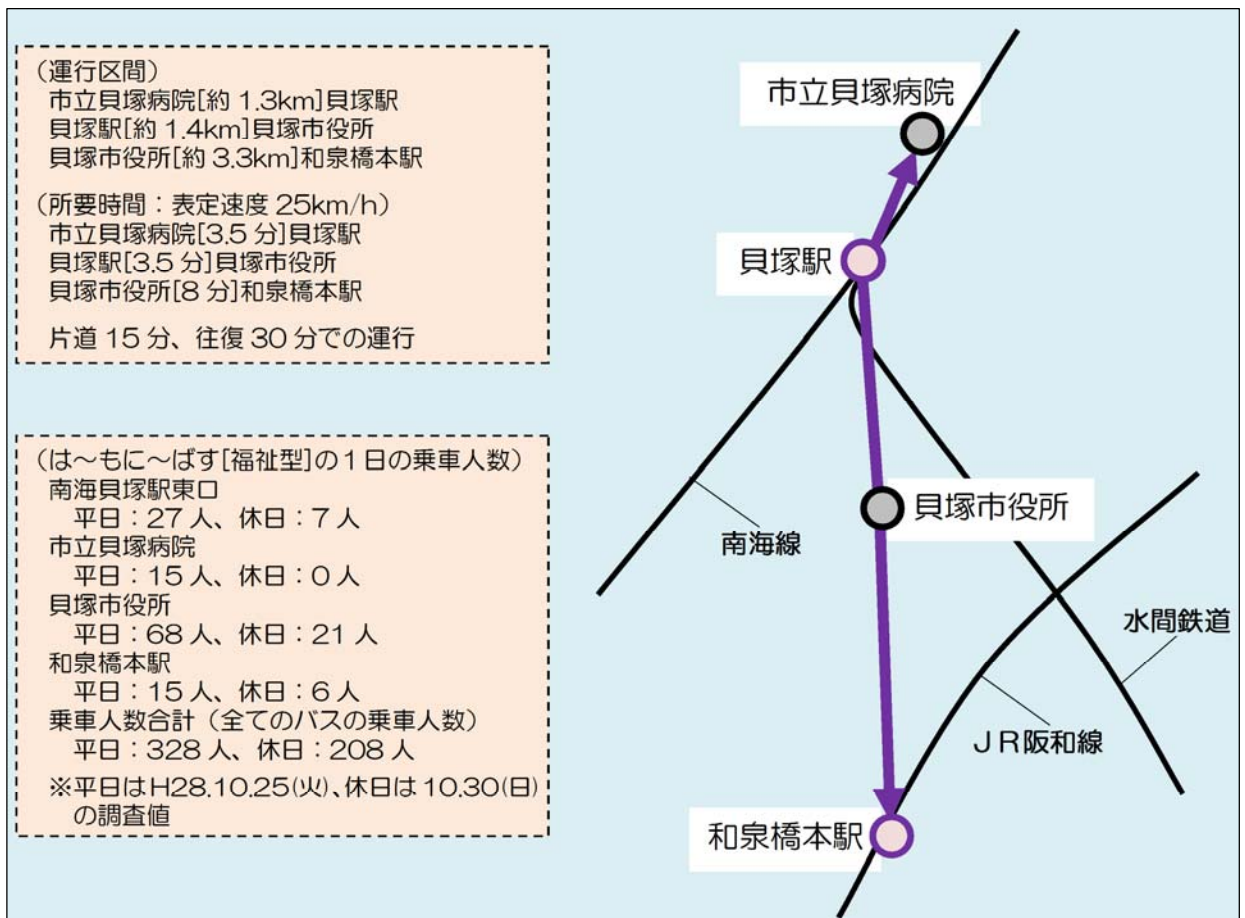 （運行区間）
市立貝塚病院[約 1.3km]貝塚駅
貝塚駅[約 1.4km]貝塚市役所
貝塚市役所[約 3.3km]和泉橋本駅
（所要時間：表定速度 25km/h）
市立貝塚病院[3.5 分]貝塚駅
貝塚駅[3.5 分]貝塚市役所
貝塚市役所[8 分]和泉橋本駅
片道 15 分、往復 30 分での運行
（は～もに～ばす[福祉型]の１日の乗車人数）
南海貝塚駅東口
平日：27 人、休日：7 人
市立貝塚病院
平日：15 人、休日：0 人
貝塚市役所
平日：68 人、休日：21 人
和泉橋本駅
平日：15 人、休日：6 人
乗車人数合計（全てのバスの乗車人数）
平日：328 人、休日：208 人
※平日はH28.10.25(火)、休日は 10.30(日)
の調査値
市立貝塚病院
貝塚駅
貝塚市役所
南海線
水間鉄道
ＪＲ阪和線
和泉橋本駅